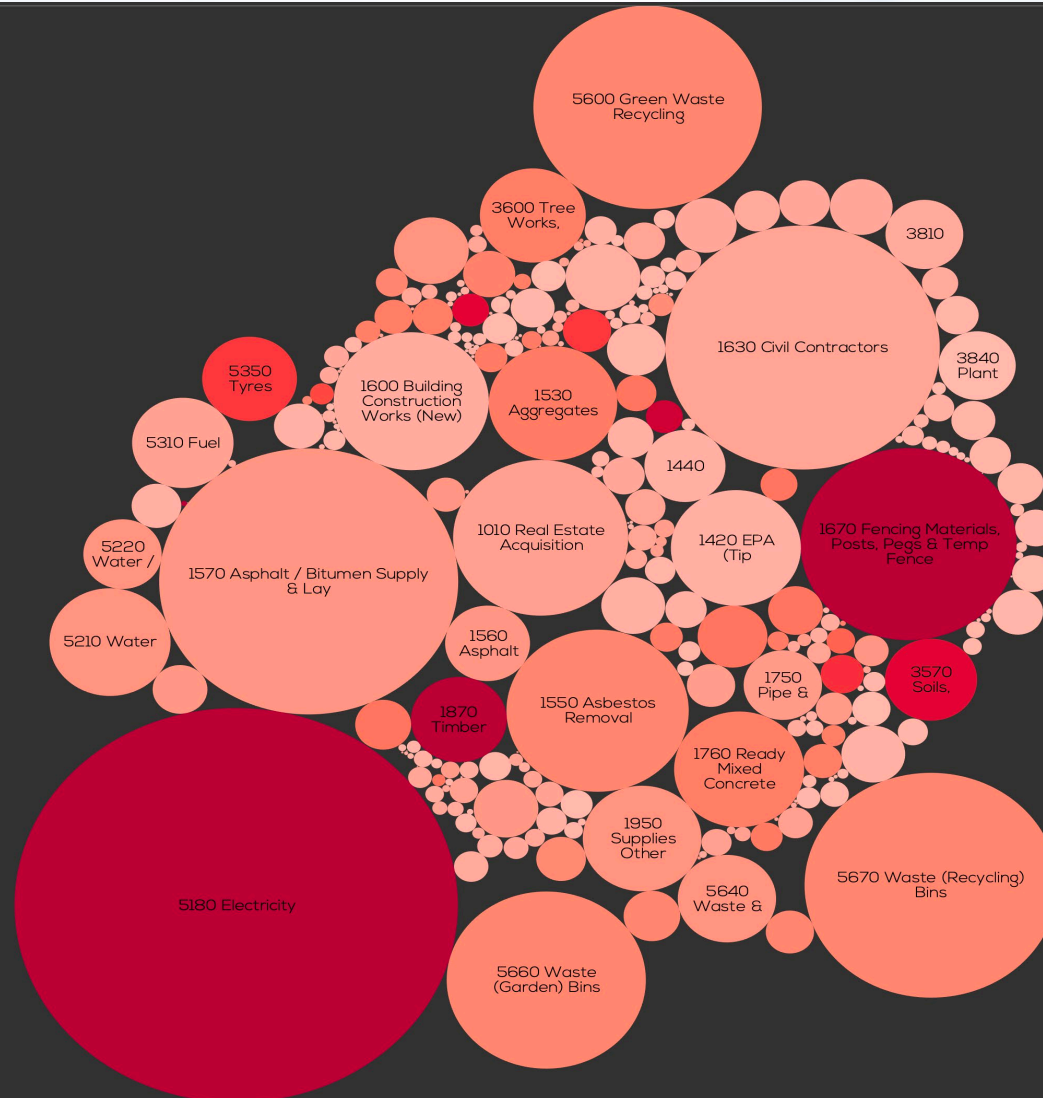 5600 Green Waste
Recycling
3600 Tree
Works,
3810
1630 Civil Contractors
3840
Plant
5350
Tyres
1600 Building
Construction
Works (New)
1530
Aggregates
5310 Fuel
1440
1010 Real Estate
Acquisition
1420 EPA
(Tip
1670 Fencing Materials,
Posts, Pegs & Temp
Fence
5220
Water /
1570 Asphalt / Bitumen Supply
& Lay
5210 Water
1560
Asphalt
1750
Pipe &
3570
Soils,
1870
Timber
1550 Asbestos
Removal
1760 Ready
Mixed
Concrete
1950
Supplies
Other
5640
Waste &
5670 Waste (Recycling)
Bins
5180 Electricity
5660 Waste
(Garden) Bins